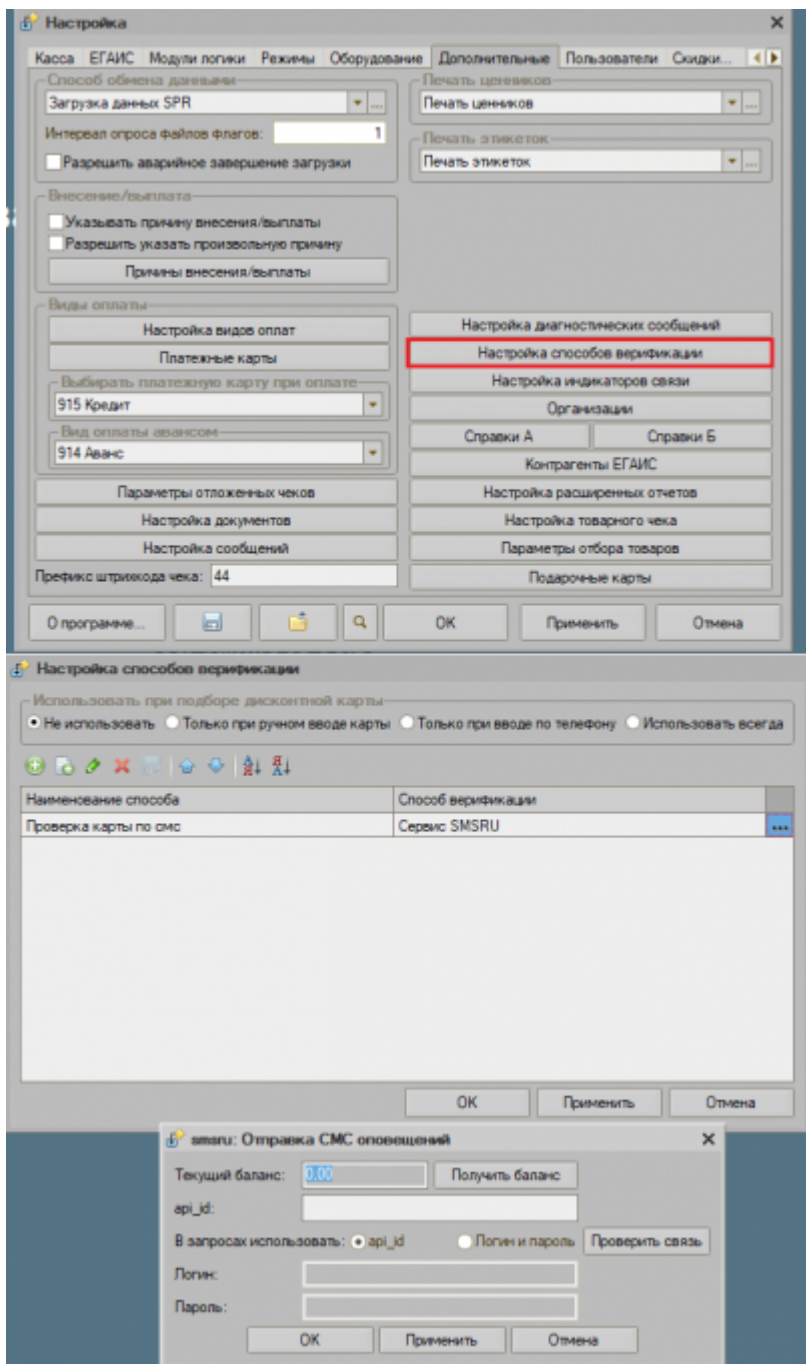 Настройка
Касса ЕГАИС Модули логики Режимы Оборудование Дополнительные Пользователи Скидки...
Способ обмена данными
Печать ценников
Загрузка данных SPR
...
Печать ценников
...
Интервал опроса файлов флагов: 1
Печать этикеток
Разрешить аварийное завершение загрузки
Печать этикеток
...
Внесение/выплата
Указывать причину внесения/выплаты
Разрешить указать произвольную причину
Причины внесения/выплаты
Виды оплаты
Настройка видов оплат
Настройка диагностических сообщений
Платежные карты
Настройка способов верификации
Выбирать платежную карту при оплате
Настройка индикаторов связи
915 Кредит
Организации
Вид оплаты авансом
Справки А Справки Б
914 Аванс
Контрагенты ЕГАИС
Параметры отложенных чеков
Настройка расширенных отчетов
Настройка документов
Настройка товарного чека
Настройка сообщений
Параметры отбора товаров
Префикс штрихкода чека: 44
Подарочные карты
О программе... ОК Применить Отмена
Настройка способов верификации
Использовать при подборе дисконтной карты
Не использовать Только при ручном вводе карты Только при вводе по телефону Использовать всегда
Наименование способа Способ верификации
Проверка карты по смс Сервис SMSRU ...
ОК Применить Отмена
smsru: Отправка СМС оповещений
Текущий баланс: 0,00 Получить баланс
api_id:
В запросах использовать: api_id Логин и пароль Проверить связь
Логин:
Пароль:
ОК Применить Отмена